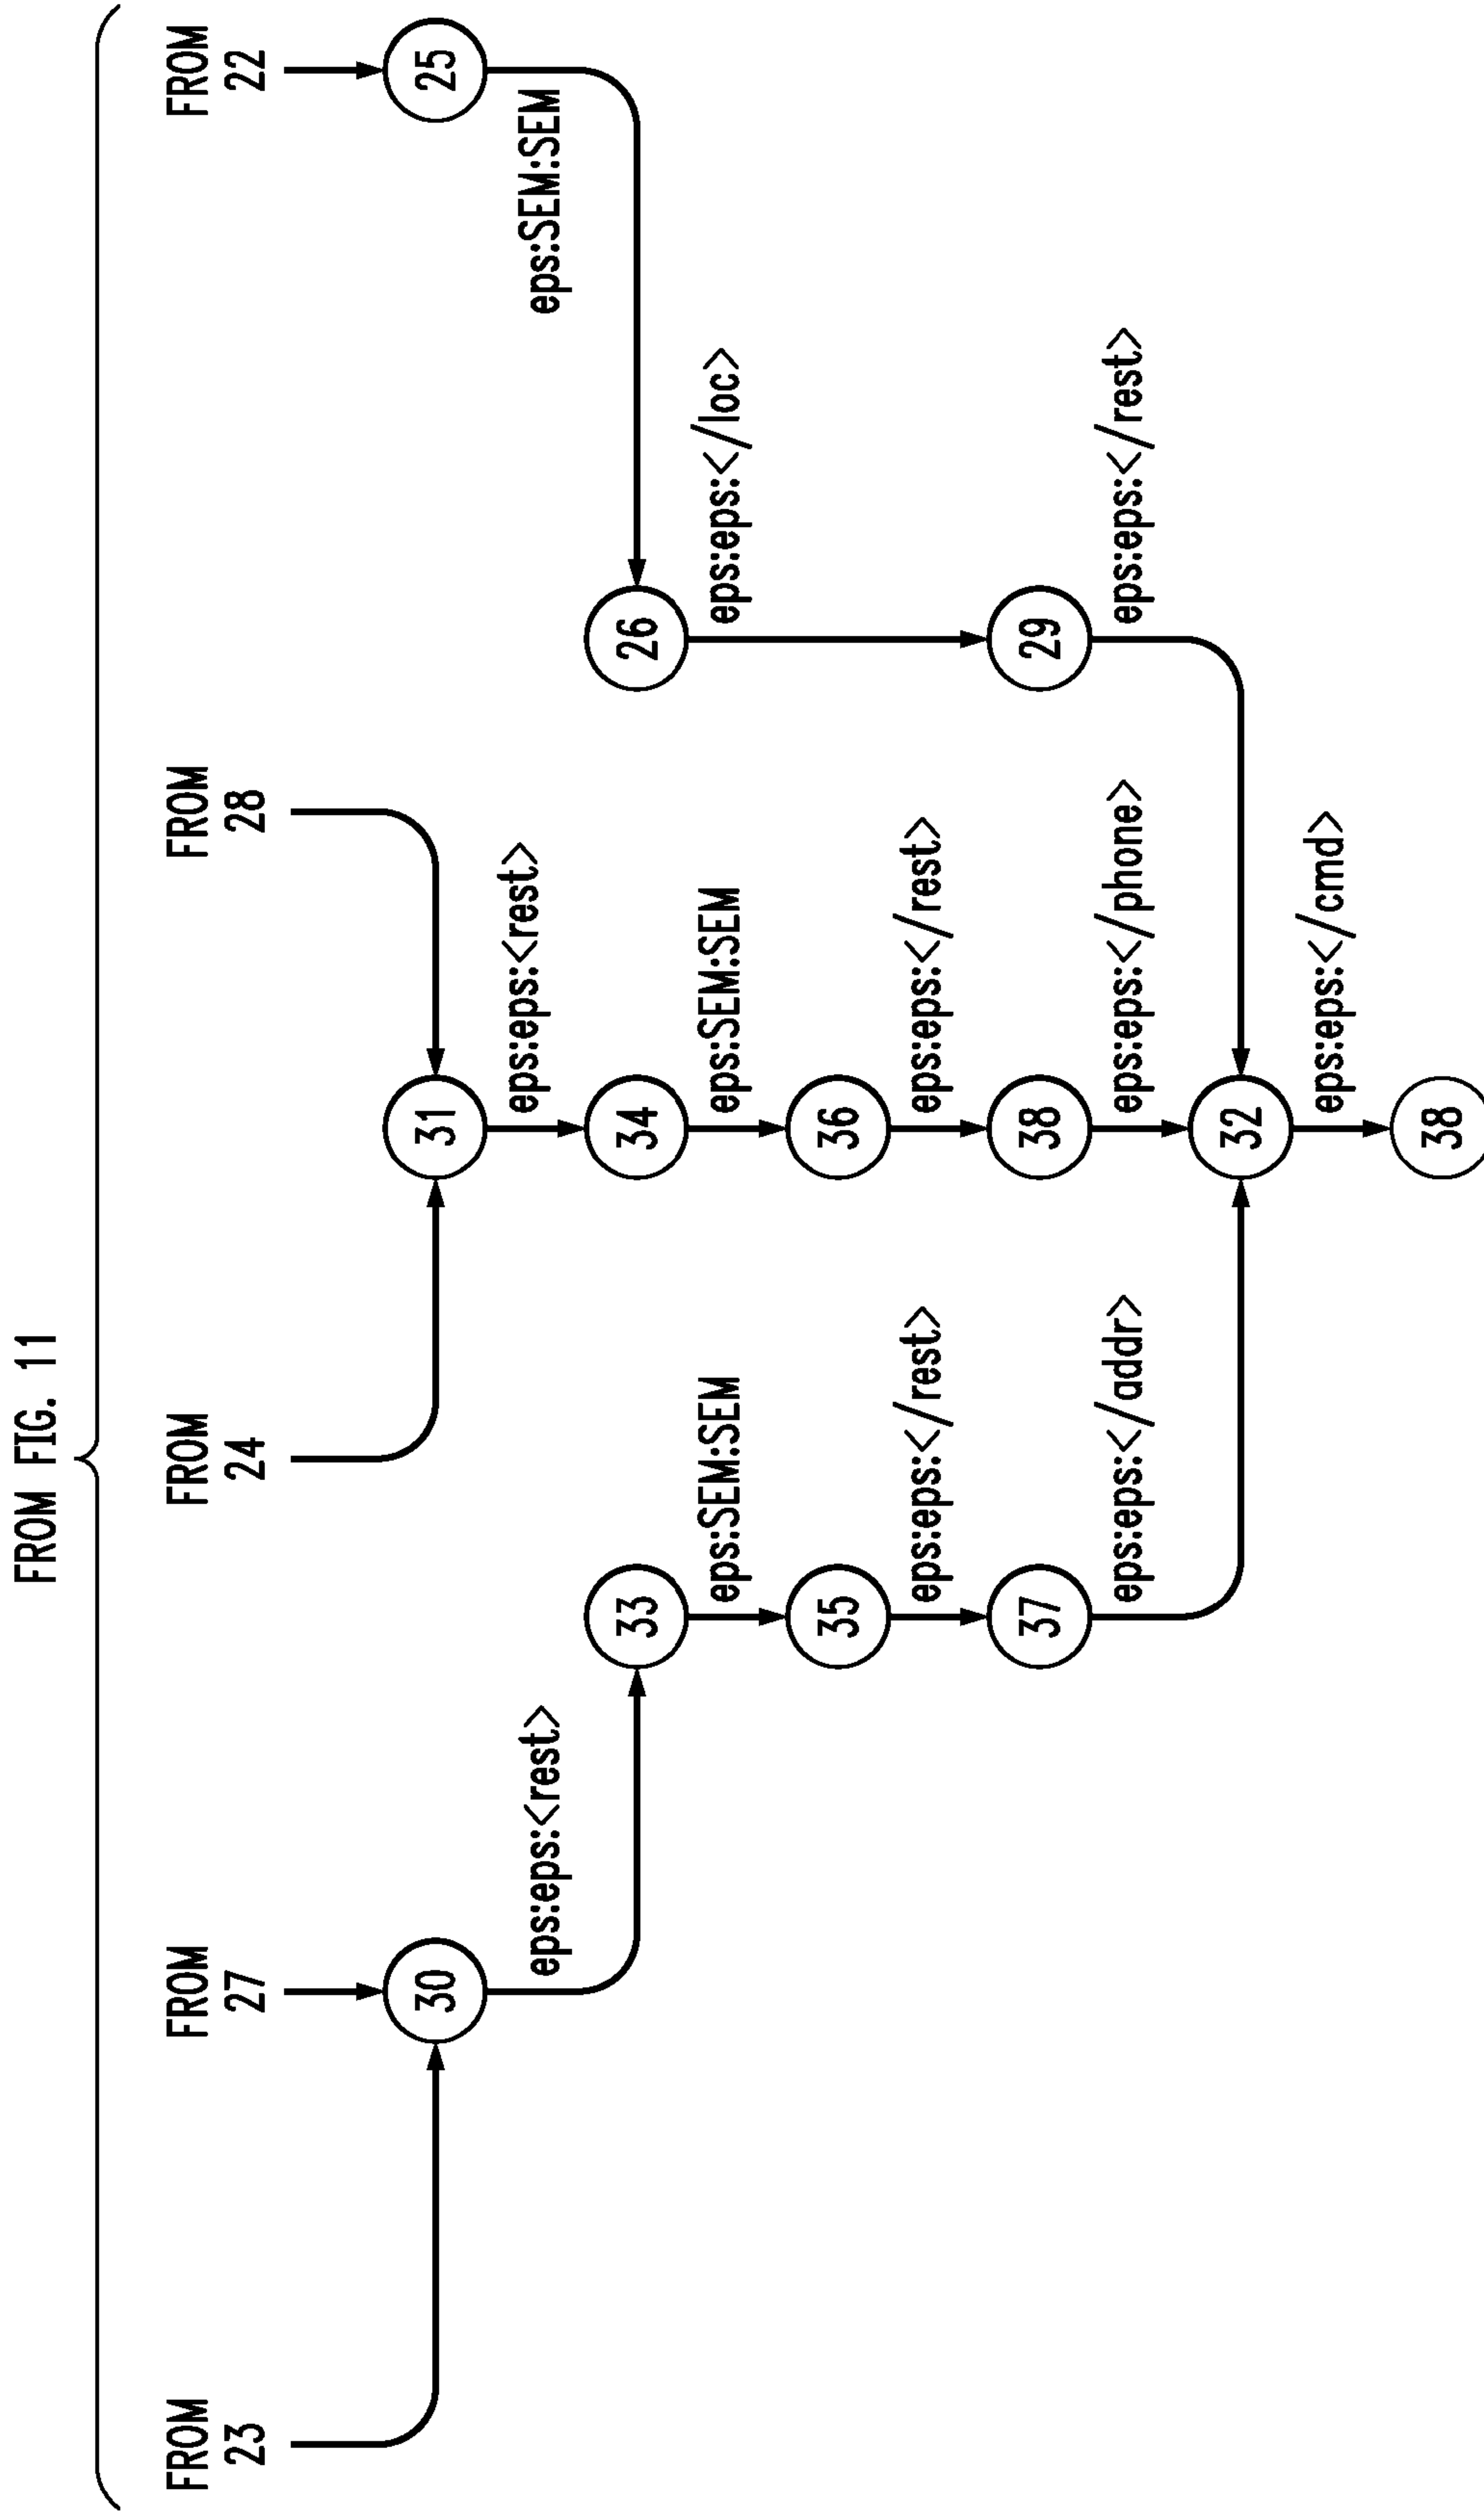 FROM FIG. 11
FROM
23
FROM
27
FROM
24
FROM
28
FROM
22
30
31
25
eps:eps:<rest>
eps:eps:<rest>
eps:SEM:SEM
33
34
26
eps:SEM:SEM
eps:SEM:SEM
eps:eps:</loc>
35
36
eps:eps:</rest>
eps:eps:</rest>
37
38
29
eps:eps:</addr>
eps:eps:</phone>
eps:eps:</rest>
32
eps:eps:</cmd>
38